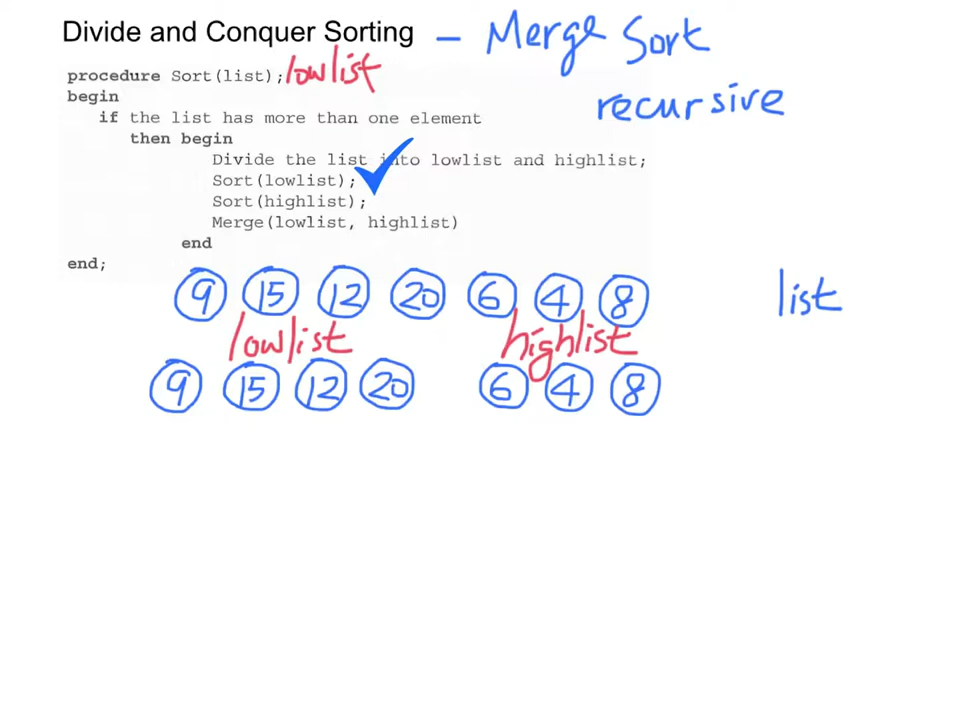 Divide and Conquer Sorting – Merge Sort
procedure Sort(list); lowlist
recursive
begin
if the list has more than one element
then begin
Divide the list into lowlist and highlist;
Sort(lowlist);
Sort(highlist);
Merge(lowlist, highlist)
end
end;
9 15 12 20 6 4 8 list
lowlist highlist
9 15 12 20 6 4 8